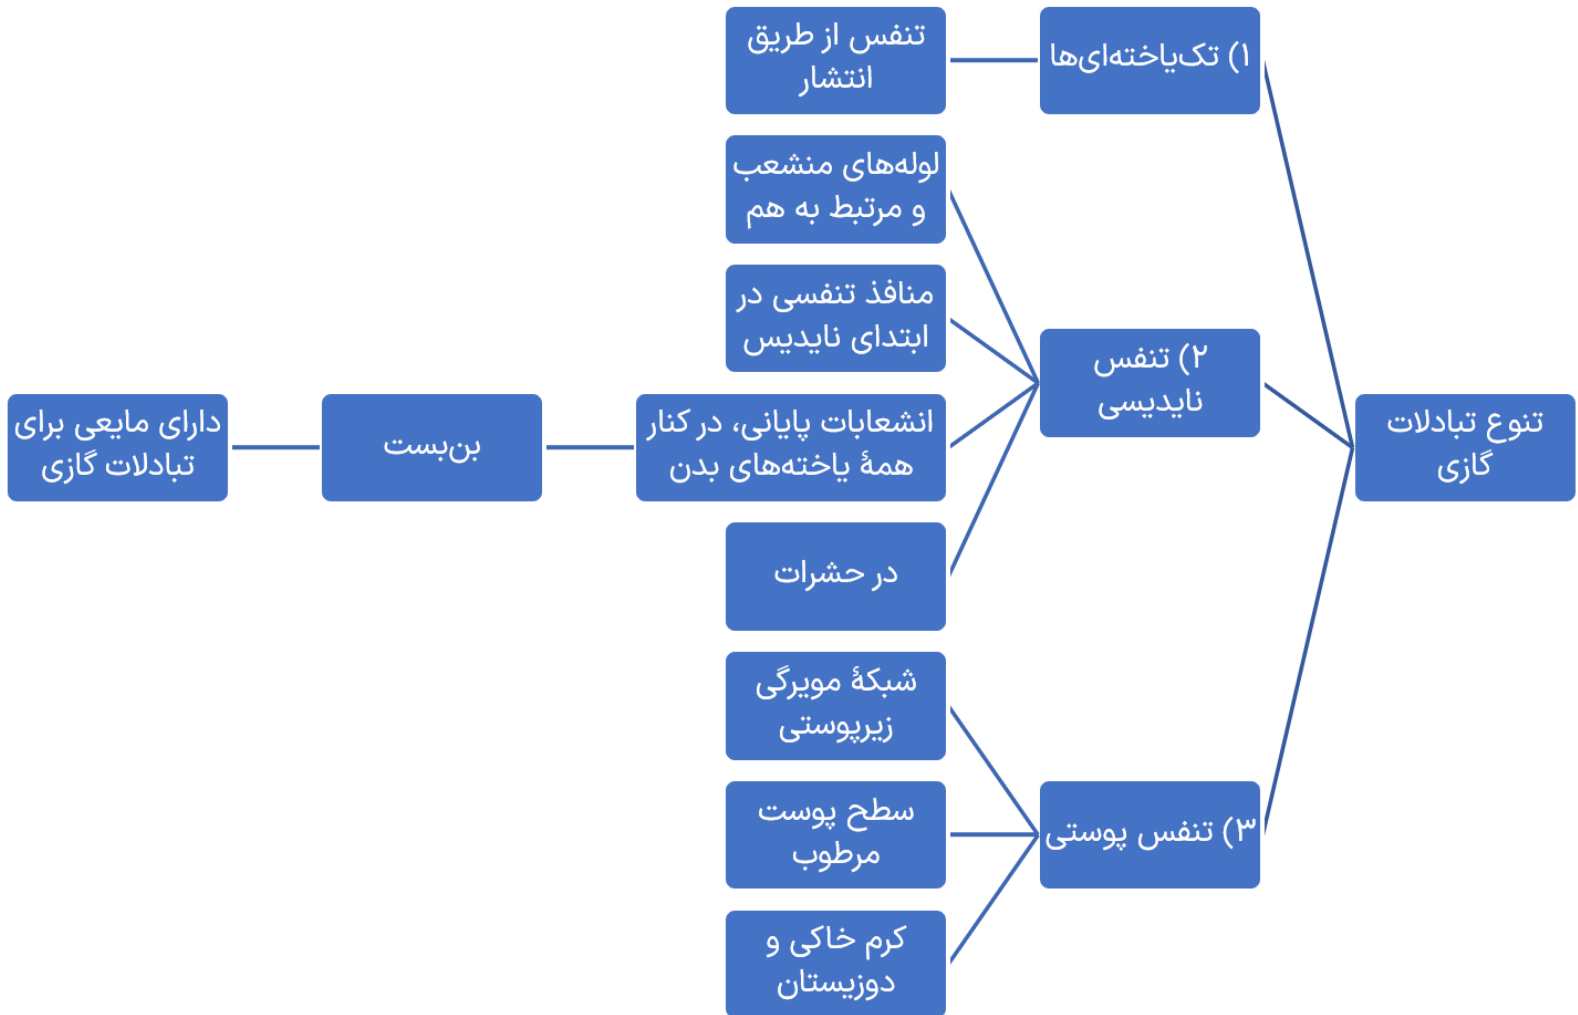 تنوع تبادلات
گازی
۱) تک‌یاخته‌ای‌ها
تنفس از طریق
انتشار
۲) تنفس
نایدیسی
لوله‌های منشعب
و مرتبط به هم
منافذ تنفسی در
ابتدای نایدیس
انشعابات پایانی، در کنار
همهٔ یاخته‌های بدن
بن‌بست
دارای مایعی برای
تبادلات گازی
در حشرات
۳) تنفس پوستی
شبکهٔ مویرگی
زیرپوستی
سطح پوست
مرطوب
کرم خاکی و
دوزیستان